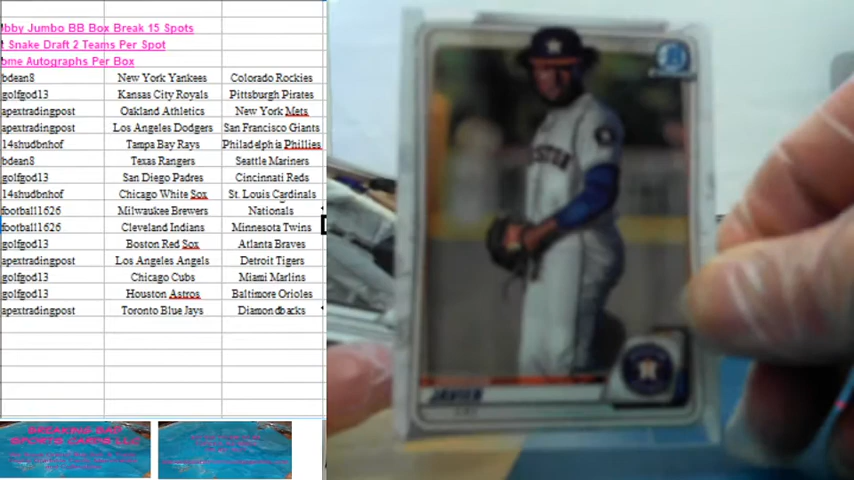 bby Jumbo BB Box Break 15 Spots
Snake Draft 2 Teams Per Spot
ome Autographs Per Box
bdean8 New York Yankees Colorado Rockies
golfgod13 Kansas City Royals Pittsburgh Pirates
apextradingpost Oakland Athletics New York Mets
apextradingpost Los Angeles Dodgers San Francisco Giants
14shudbnhof Tampa Bay Rays Philadelphia Phillies
bdean8 Texas Rangers Seattle Mariners
golfgod13 San Diego Padres Cincinnati Reds
14shudbnhof Chicago White Sox St. Louis Cardinals
football1626 Milwaukee Brewers Nationals
football1626 Cleveland Indians Minnesota Twins
golfgod13 Boston Red Sox Atlanta Braves
apextradingpost Los Angeles Angels Detroit Tigers
golfgod13 Chicago Cubs Miami Marlins
golfgod13 Houston Astros Baltimore Orioles
apextradingpost Toronto Blue Jays Diamondbacks
BREAKING BAD
SPORTS CARDS LLC